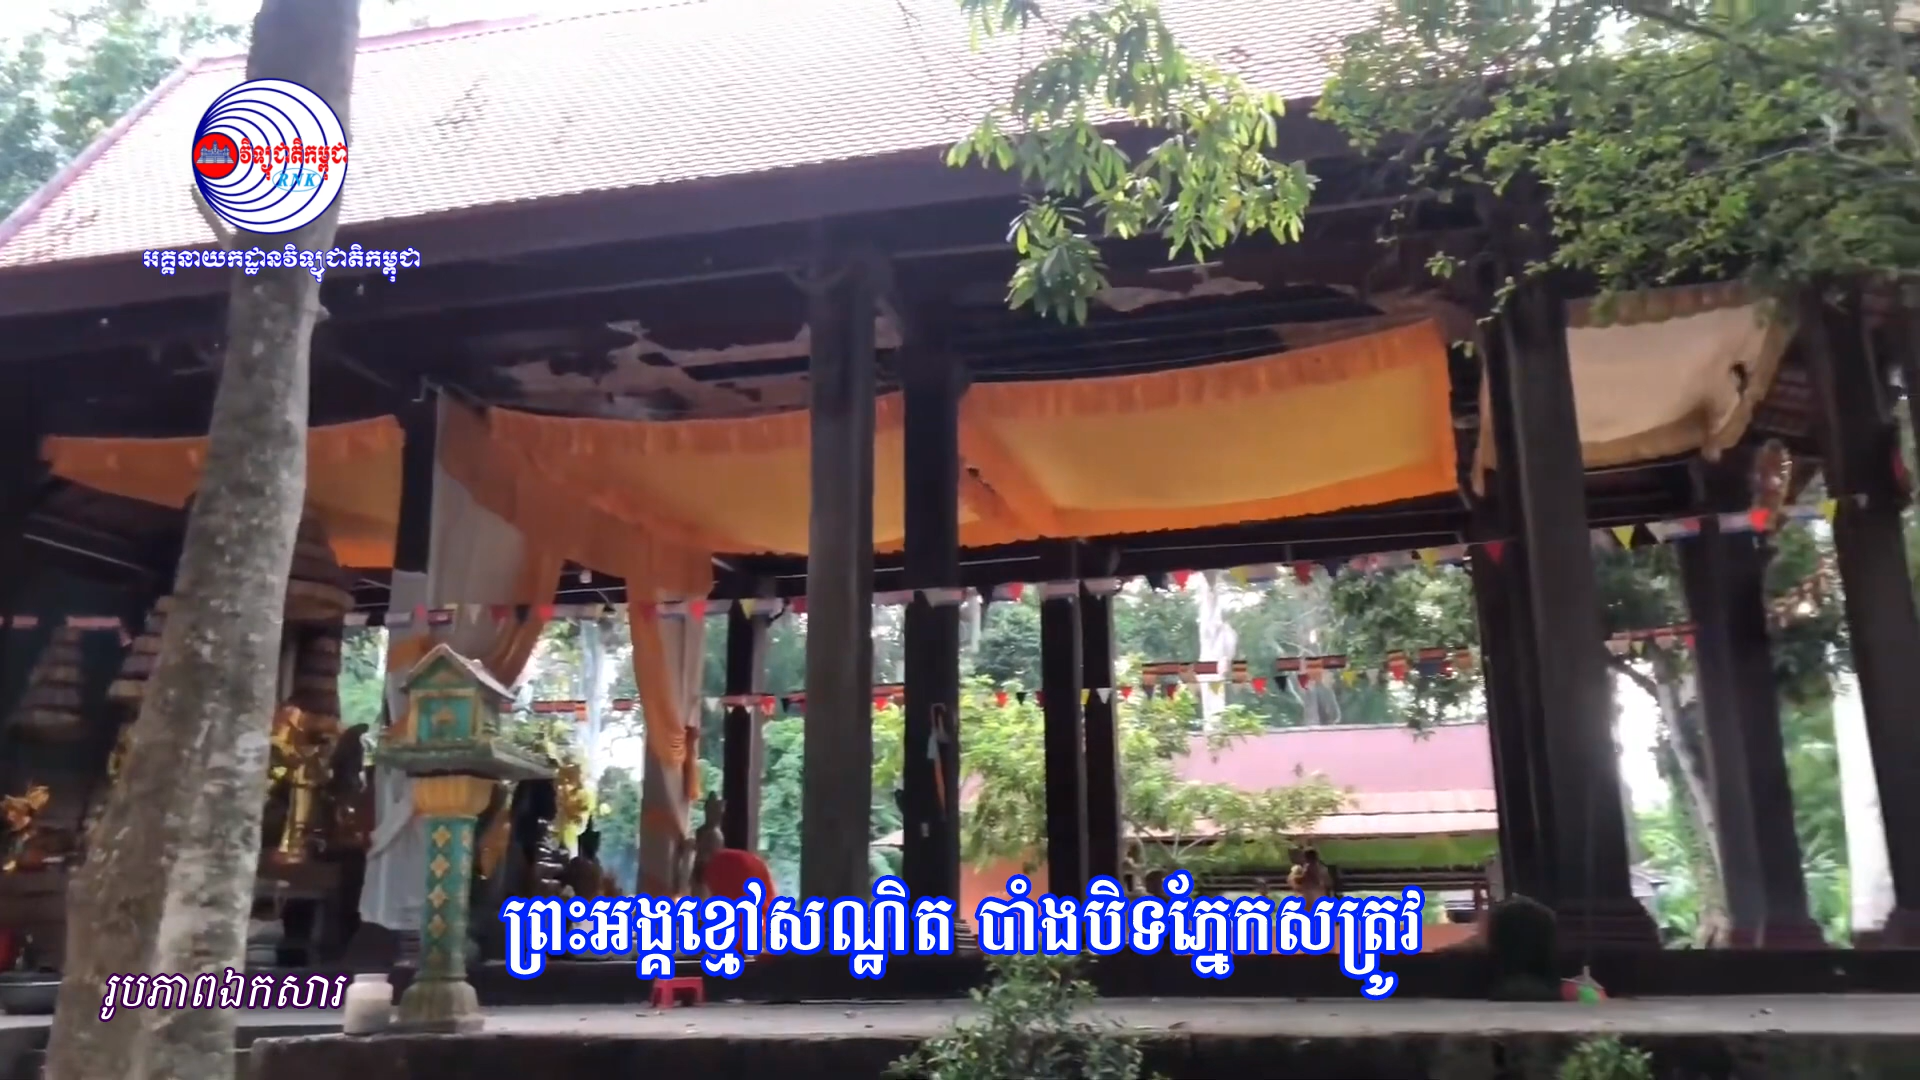 វិទ្យុជាតិកម្ពុជា
RNK
អគ្គនាយកដ្ឋានវិទ្យុជាតិកម្ពុជា
ព្រះអង្គខ្មៅសណ្ឋិត បាំងបិទភ្នែកសត្រូវ
រូបភាពឯកសារ